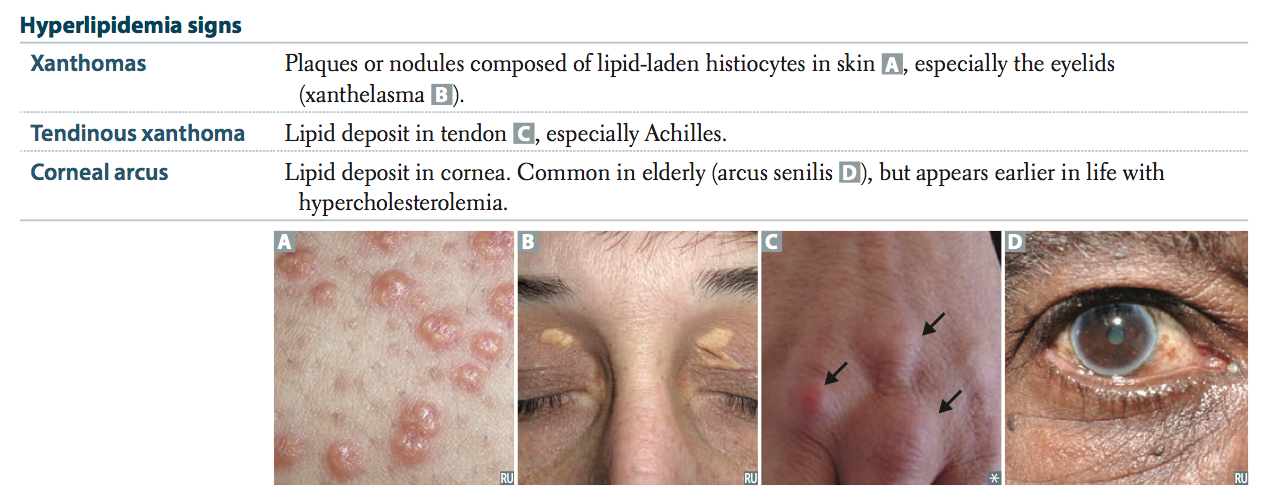 Hyperlipidemia signs
Xanthomas
Plaques or nodules composed of lipid-laden histiocytes in skin A, especially the eyelids
(xanthelasma B).
Tendinous xanthoma
Lipid deposit in tendon C, especially Achilles.
Corneal arcus
Lipid deposit in cornea. Common in elderly (arcus senilis D), but appears earlier in life with
hypercholesterolemia.
A
B
C
D
RU
RU
*
RU